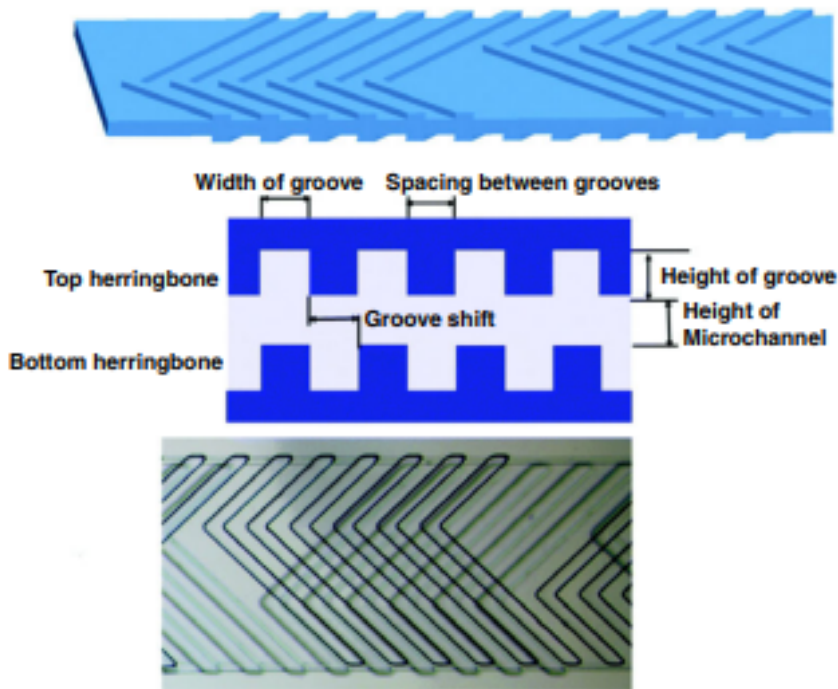 Width of groove
Spacing between grooves
Top herringbone
Height of groove
Groove shift
Height of
Microchannel
Bottom herringbone